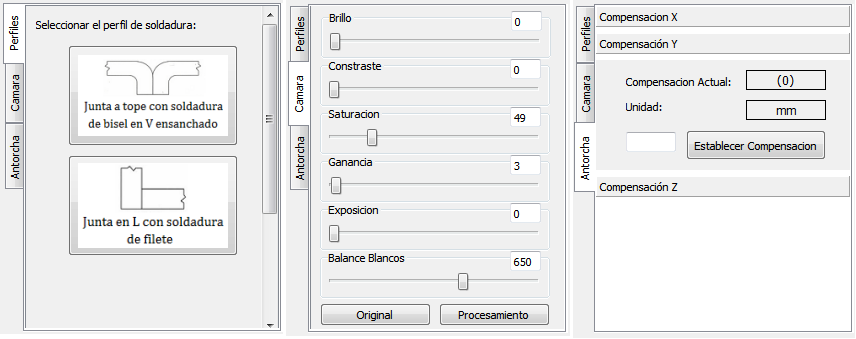 Perfiles
Camara
Antorcha
Seleccionar el perfil de soldadura:
Junta a tope con soldadura
de bisel en V ensanchado
Junta en L con soldadura
de filete
Perfiles
Camara
Antorcha
Brillo
0
Constraste
0
Saturacion
49
Ganancia
3
Exposicion
0
Balance Blancos
650
Original
Procesamiento
Perfiles
Camara
Antorcha
Compensacion X
Compensación Y
Compensacion Actual:
(0)
Unidad:
mm
Establecer Compensacion
Compensación Z